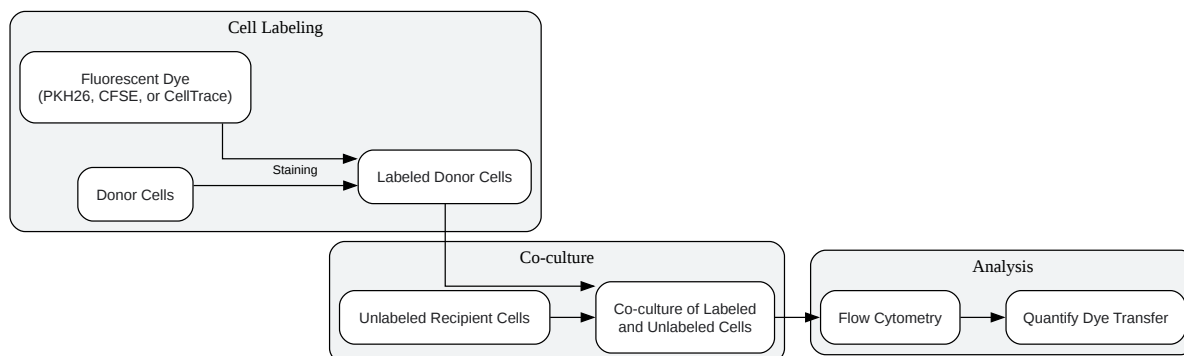 Cell Labeling
Fluorescent Dye
(PKH26, CFSE, or CellTrace)
Staining
Labeled Donor Cells
Donor Cells
Co-culture
Unlabeled Recipient Cells
Co-culture of Labeled
and Unlabeled Cells
Analysis
Flow Cytometry
Quantify Dye Transfer